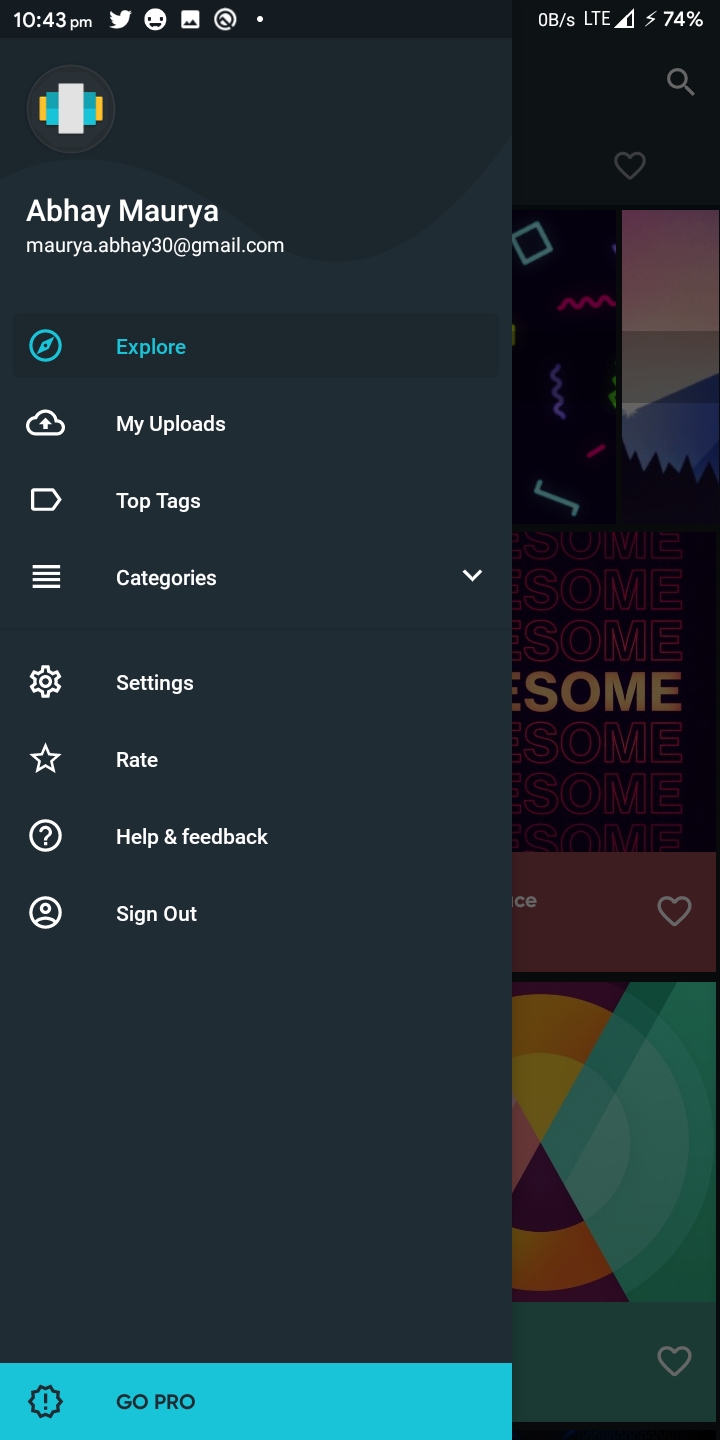 10:43 pm
0B/s LTE 74%
Abhay Maurya
maurya.abhay30@gmail.com
Explore
My Uploads
Top Tags
Categories
Settings
Rate
Help & feedback
Sign Out
GO PRO
ESOME
ESOME
ESOME
ESOME
ESOME
ESOME
ESOME